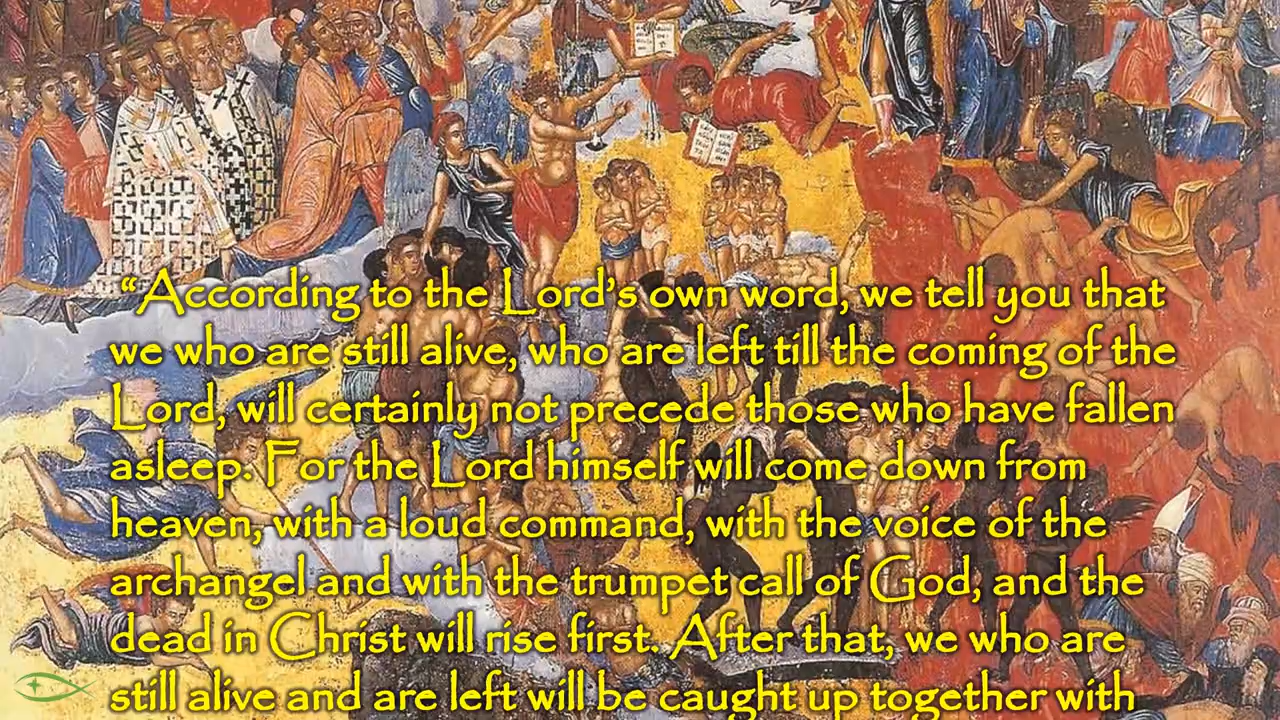 “According to the Lord’s own word, we tell you that
we who are still alive, who are left till the coming of the
Lord, will certainly not precede those who have fallen
asleep. For the Lord himself will come down from
heaven, with a loud command, with the voice of the
archangel and with the trumpet call of God, and the
dead in Christ will rise first. After that, we who are
still alive and are left will be caught up together with